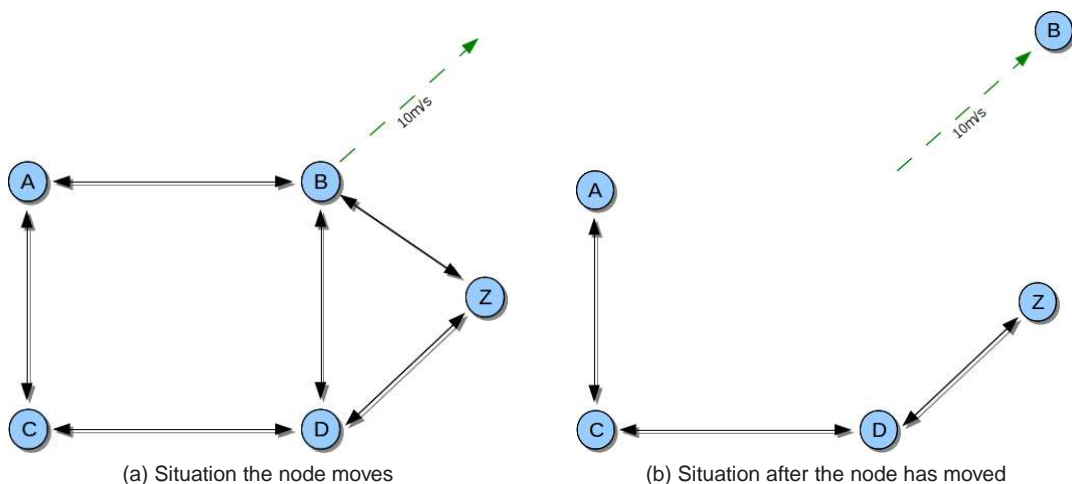 B
10m/s
10m/s
A
B
A
Z
Z
C
D
C
D
(a) Situation the node moves
(b) Situation after the node has moved